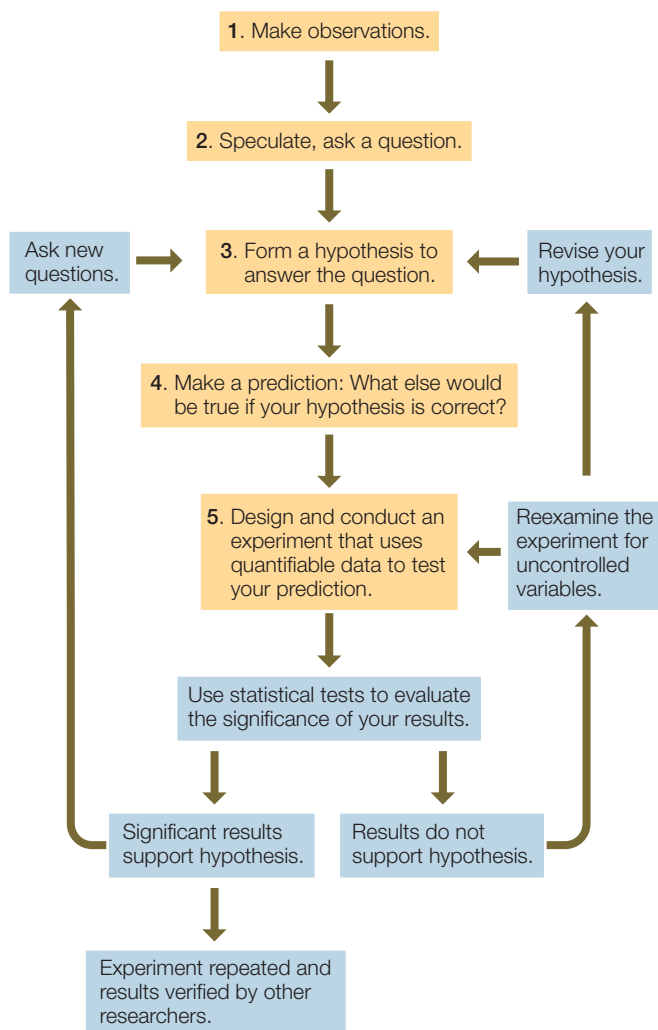 1. Make observations.
2. Speculate, ask a question.
Ask new
questions.
3. Form a hypothesis to
answer the question.
Revise your
hypothesis.
4. Make a prediction: What else would
be true if your hypothesis is correct?
5. Design and conduct an
experiment that uses
quantifiable data to test
your prediction.
Reexamine the
experiment for
uncontrolled
variables.
Use statistical tests to evaluate
the significance of your results.
Significant results
support hypothesis.
Results do not
support hypothesis.
Experiment repeated and
results verified by other
researchers.